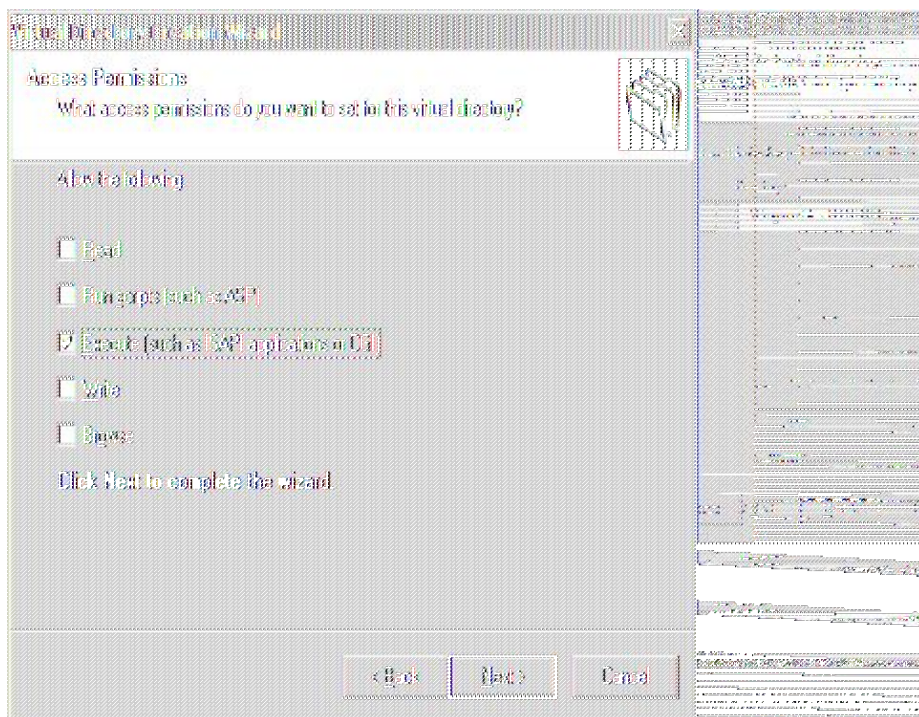 Virtual Directory Creation Wizard
Access Permissions
What access permissions do you want to set for this virtual directory?
Allow the following:
Read
Run scripts (such as ASP)
Execute (such as ISAPI applications or CGI)
Write
Browse
Click Next to complete the wizard.
< Back
Next >
Cancel